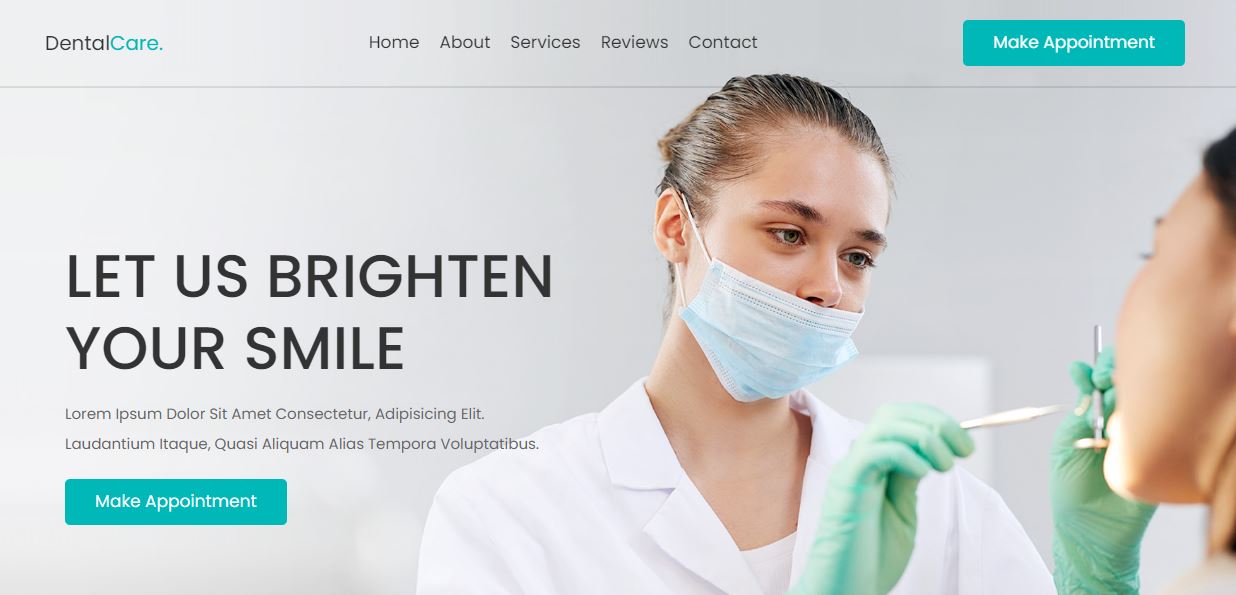 DentalCare.
Home About Services Reviews Contact
Make Appointment
LET US BRIGHTEN
YOUR SMILE
Lorem Ipsum Dolor Sit Amet Consectetur, Adipisicing Elit.
Laudantium Itaque, Quasi Aliquam Alias Tempora Voluptatibus.
Make Appointment